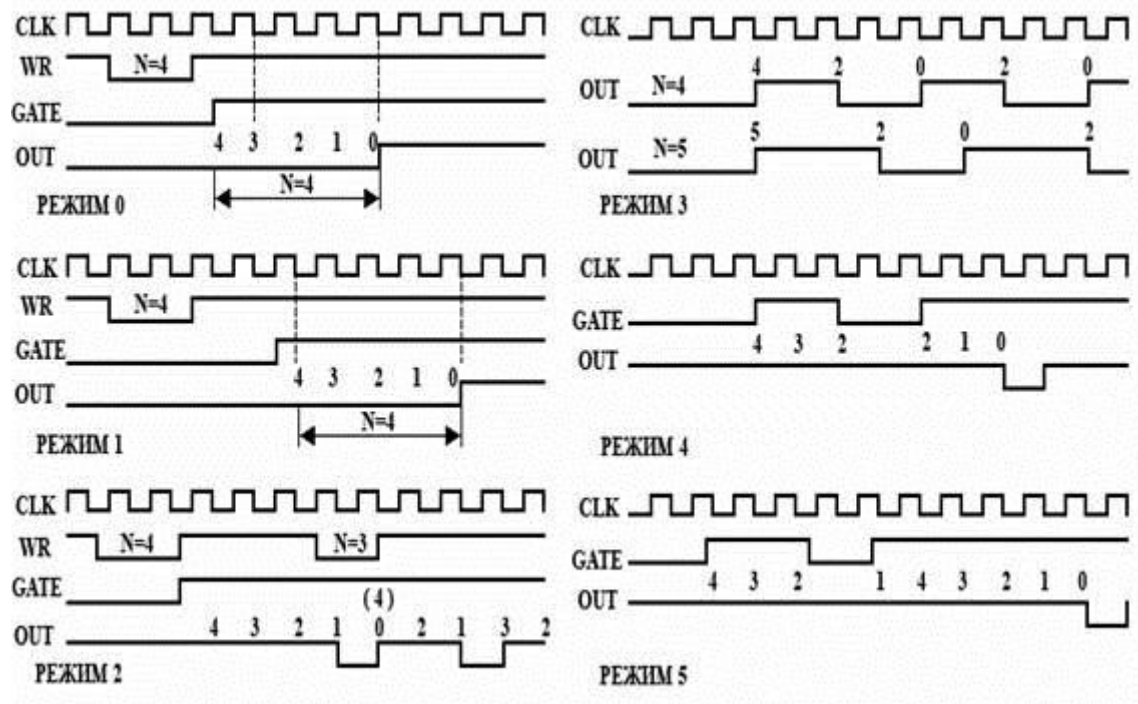 CLK
WR N=4
GATE
4 3 2 1 0
OUT
N=4
РЕЖИМ 0
CLK
4 2 0 2 0
OUT N=4
5 2 0 2
OUT N=5
РЕЖИМ 3
CLK
WR N=4
GATE
4 3 2 1 0
OUT
N=4
РЕЖИМ 1
CLK
GATE
4 3 2 2 1 0
OUT
РЕЖИМ 4
CLK
WR N=4 N=3
GATE
(4)
OUT 4 3 2 1 0 2 1 3 2
РЕЖИМ 2
CLK
GATE
4 3 2 1 4 3 2 1 0
OUT
РЕЖИМ 5